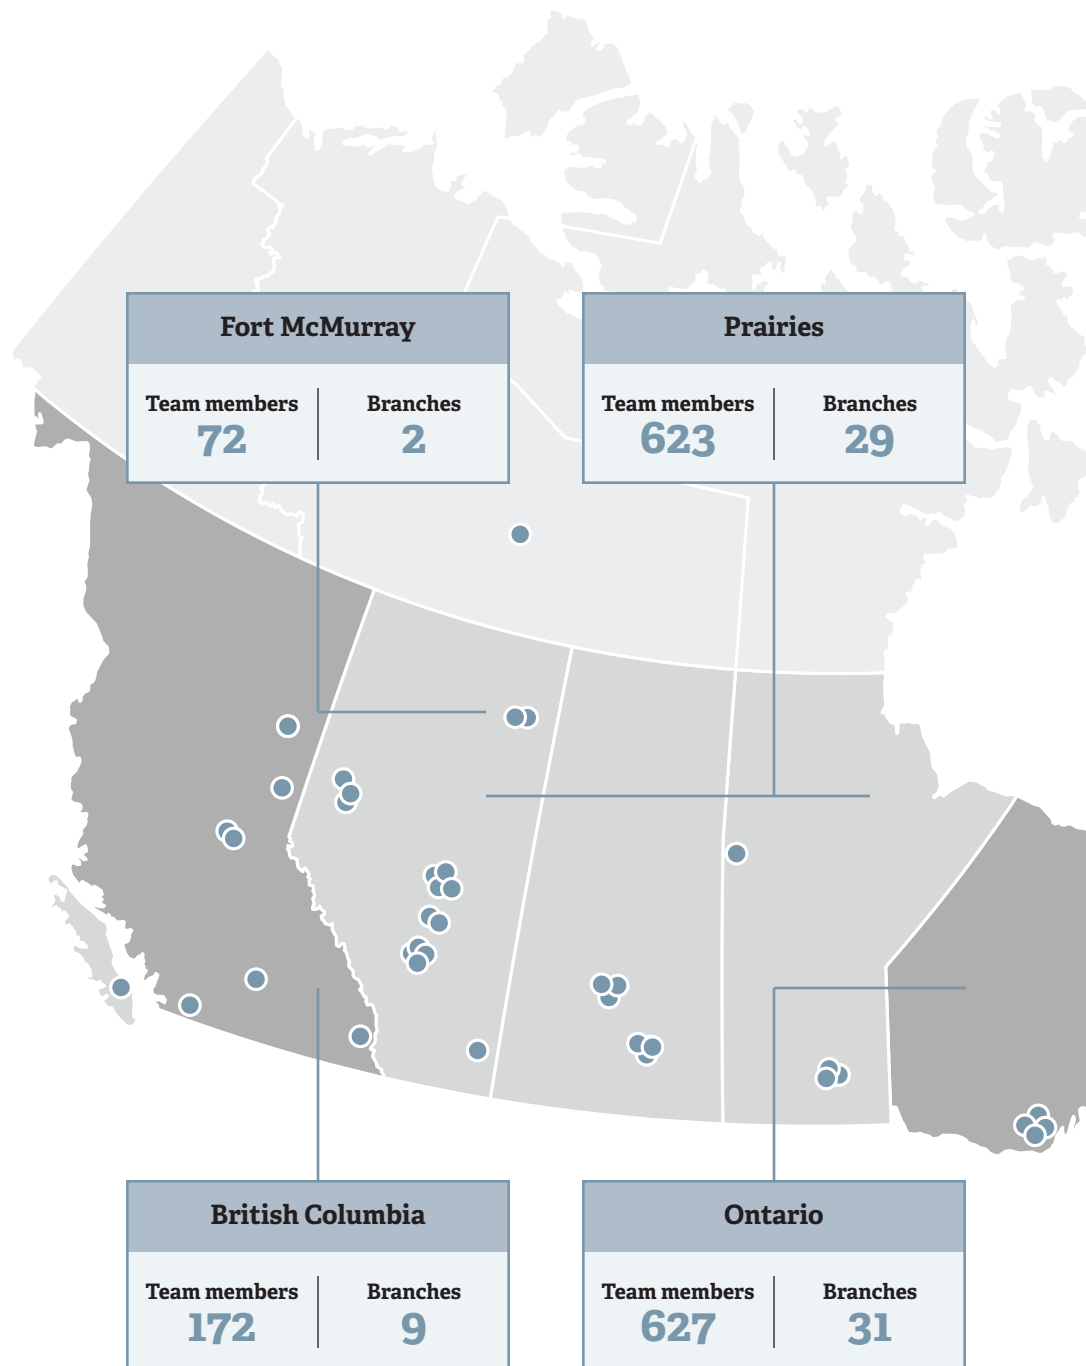 Fort McMurray
Team members
72
Branches
2
Prairies
Team members
623
Branches
29
British Columbia
Team members
172
Branches
9
Ontario
Team members
627
Branches
31